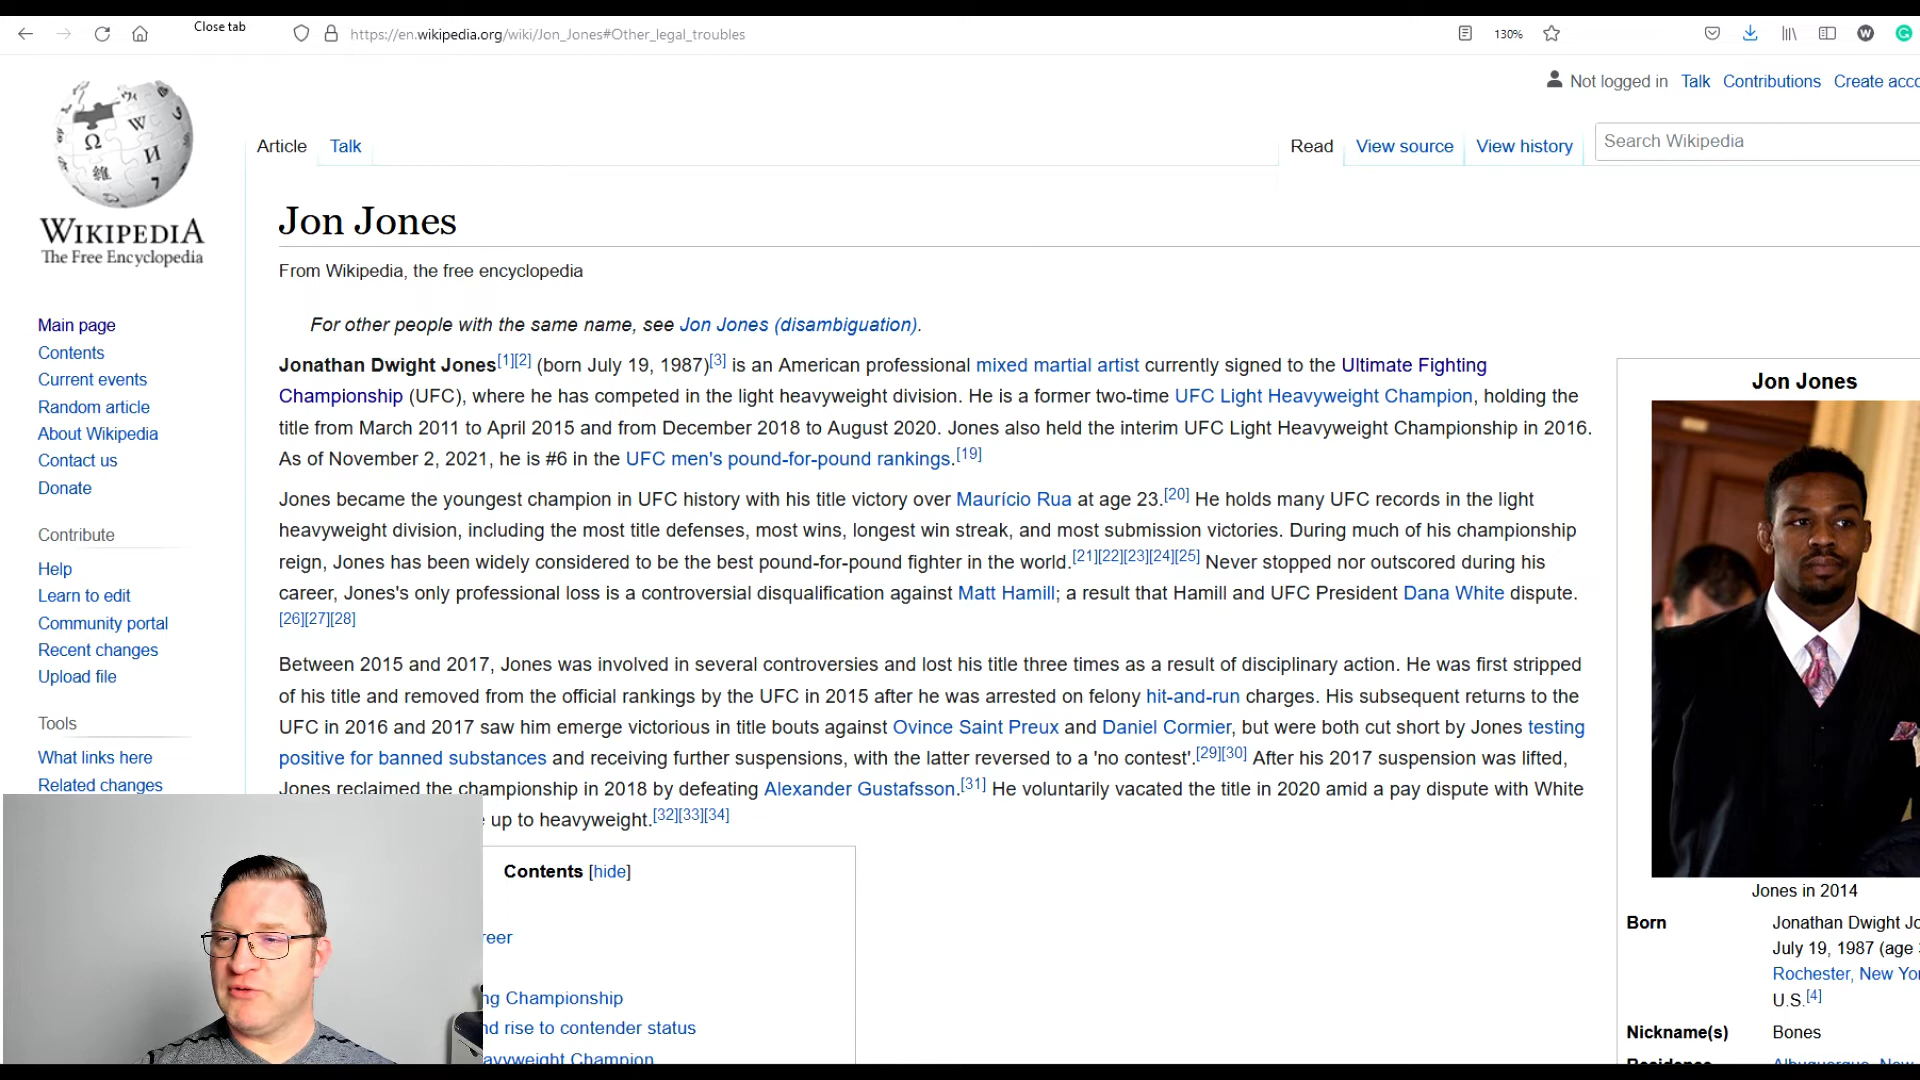 Close tab
https://en.wikipedia.org/wiki/Jon_Jones#Other_legal_troubles
130%
Not logged in Talk Contributions Create acco
Article Talk
Read View source View history
Search Wikipedia
WIKIPEDIA
The Free Encyclopedia
Main page
Contents
Current events
Random article
About Wikipedia
Contact us
Donate
Contribute
Help
Learn to edit
Community portal
Recent changes
Upload file
Tools
What links here
Related changes
Jon Jones
From Wikipedia, the free encyclopedia
For other people with the same name, see Jon Jones (disambiguation).
Jonathan Dwight Jones[1][2] (born July 19, 1987)[3] is an American professional mixed martial artist currently signed to the Ultimate Fighting
Championship (UFC), where he has competed in the light heavyweight division. He is a former two-time UFC Light Heavyweight Champion, holding the
title from March 2011 to April 2015 and from December 2018 to August 2020. Jones also held the interim UFC Light Heavyweight Championship in 2016.
As of November 2, 2021, he is #6 in the UFC men's pound-for-pound rankings.[19]
Jones became the youngest champion in UFC history with his title victory over Maurício Rua at age 23.[20] He holds many UFC records in the light
heavyweight division, including the most title defenses, most wins, longest win streak, and most submission victories. During much of his championship
reign, Jones has been widely considered to be the best pound-for-pound fighter in the world.[21][22][23][24][25] Never stopped nor outscored during his
career, Jones's only professional loss is a controversial disqualification against Matt Hamill; a result that Hamill and UFC President Dana White dispute.
[26][27][28]
Between 2015 and 2017, Jones was involved in several controversies and lost his title three times as a result of disciplinary action. He was first stripped
of his title and removed from the official rankings by the UFC in 2015 after he was arrested on felony hit-and-run charges. His subsequent returns to the
UFC in 2016 and 2017 saw him emerge victorious in title bouts against Ovince Saint Preux and Daniel Cormier, but were both cut short by Jones testing
positive for banned substances and receiving further suspensions, with the latter reversed to a 'no contest'.[29][30] After his 2017 suspension was lifted,
Jones reclaimed the championship in 2018 by defeating Alexander Gustafsson.[31] He voluntarily vacated the title in 2020 amid a pay dispute with White
up to heavyweight.[32][33][34]
Contents [hide]
reer
ng Championship
nd rise to contender status
avyweight Champion
Jon Jones
Jones in 2014
Born Jonathan Dwight Jo
July 19, 1987 (age
Rochester, New Yor
U.S.[4]
Nickname(s) Bones
Residence Albuquerque, New